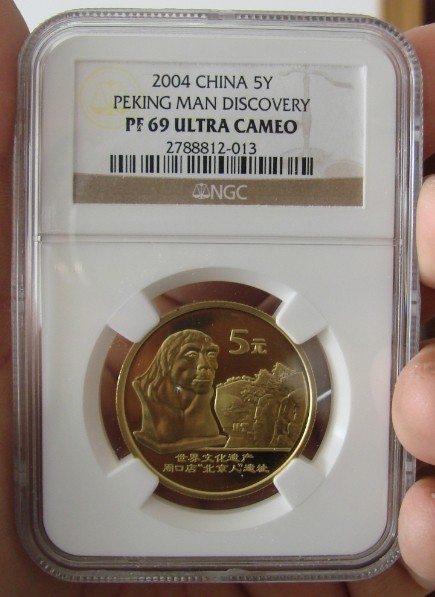 2004 CHINA 5Y
PEKING MAN DISCOVERY
PF 69 ULTRA CAMEO
2788812-013
NGC
5元
世界文化遗产
周口店"北京人"遗址